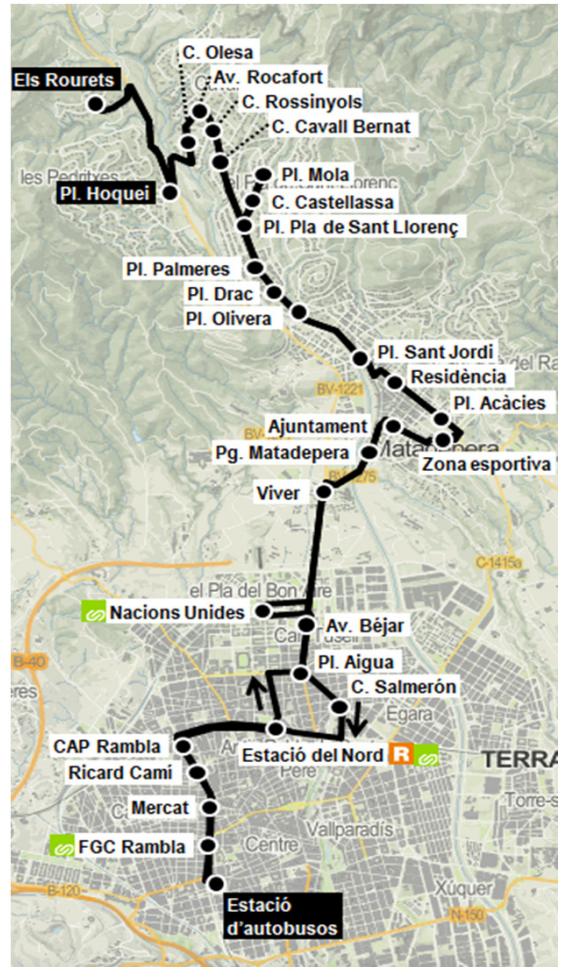 C. Olesa
Av. Rocafort
Els Rourets
C. Rossinyols
C. Cavall Bernat
les Pedritxes
Pl. Mola
Pl. Hoquei
C. Castellassa
Pl. Pla de Sant Llorenç
Pl. Palmeres
Pl. Drac
Pl. Olivera
Pl. Sant Jordi
BV-1221
Residència
Pl. Acàcies
Ajuntament
Matadepera
Pg. Matadepera
Zona esportiva
Viver
C-1415a
el Pla del Bon Aire
Nacions Unides
Av. Béjar
B-40
Pl. Aigua
C. Salmerón
Egara
CAP Rambla
Estació del Nord R
Pere
TERRA
Ricard Camí
Mercat
Vallparadís
FGC Rambla
Centre
B-120
Xúquer
Estació
d'autobusos
N-150